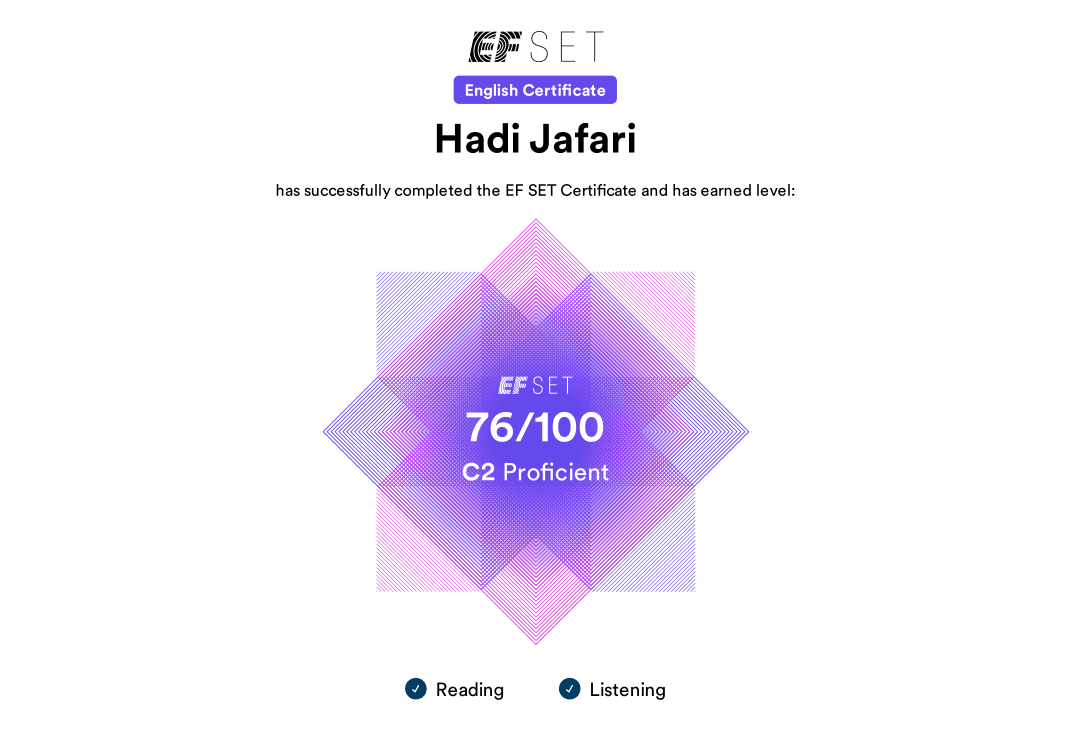 EF SET
English Certificate
Hadi Jafari
has successfully completed the EF SET Certificate and has earned level:
EF SET
76/100
C2 Proficient
Reading
Listening